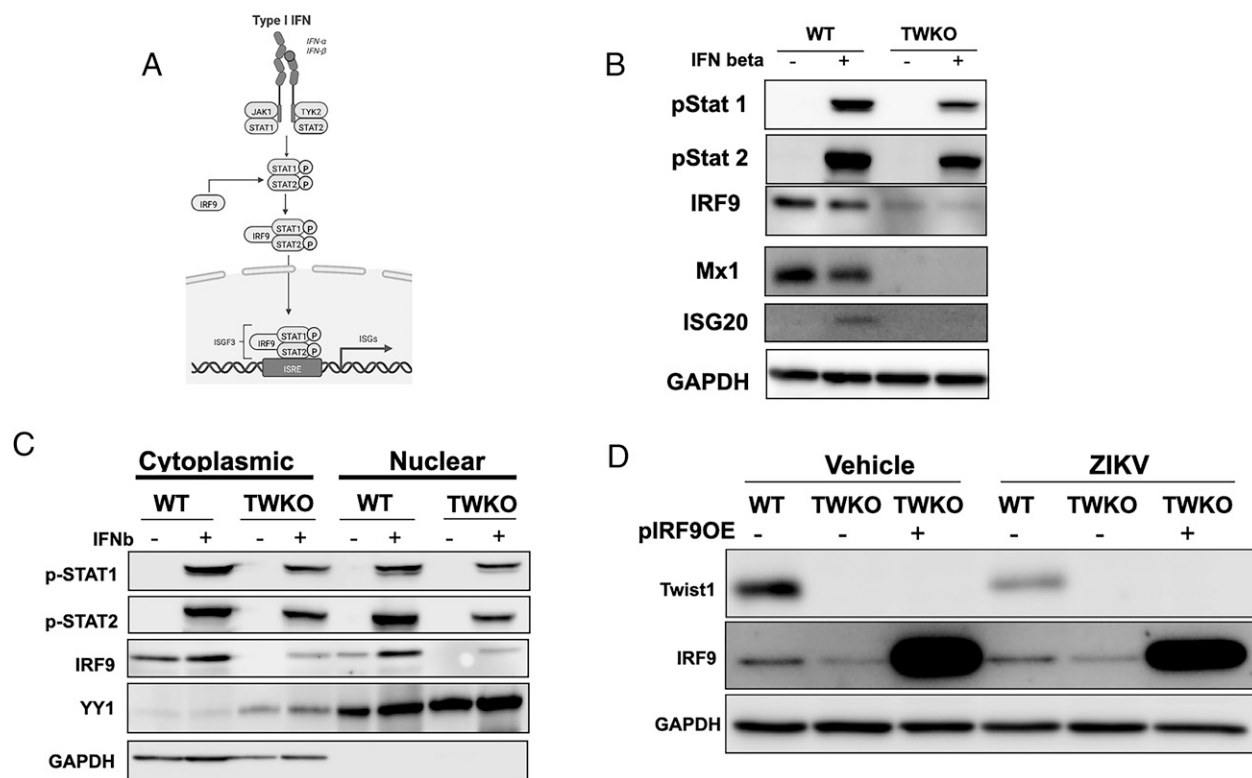 A
Type I IFN
IFN-α
IFN-β
JAK1 TYK2
STAT1 STAT2
STAT1 P
STAT2 P
IRF9
IRF9 STAT1 P
STAT2 P
ISGF3 IRF9 STAT1 P
STAT2 P
ISGs
ISRE
B
WT TWKO
IFN beta - + - +
pStat 1
pStat 2
IRF9
Mx1
ISG20
GAPDH
C
Cytoplasmic Nuclear
WT TWKO WT TWKO
IFNb - + - + - + - +
p-STAT1
p-STAT2
IRF9
YY1
GAPDH
D
Vehicle ZIKV
WT TWKO TWKO WT TWKO TWKO
pIRF9OE - - + - - +
Twist1
IRF9
GAPDH